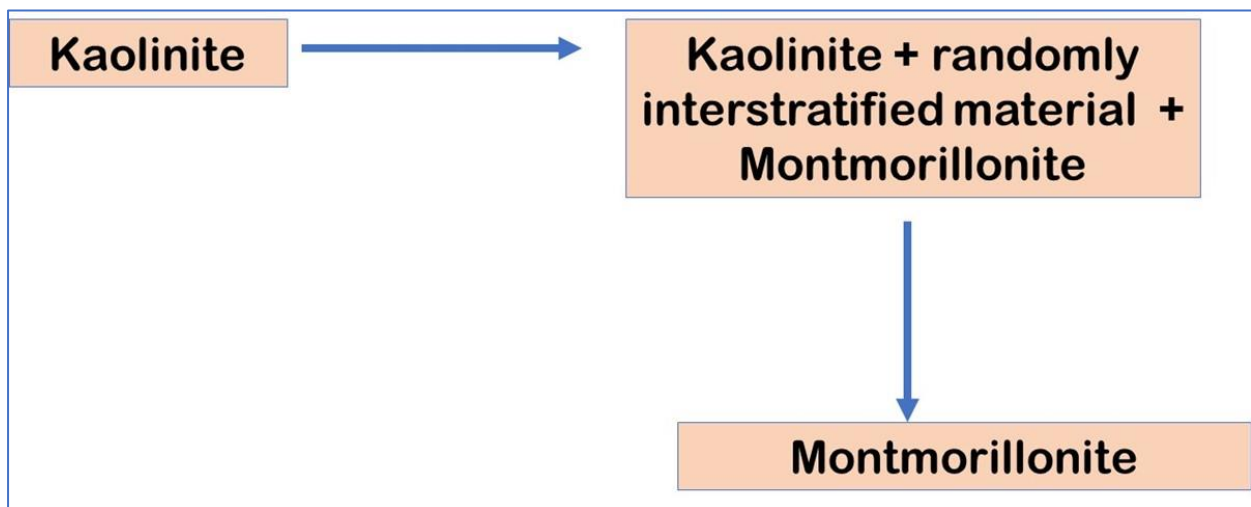 Kaolinite
Kaolinite + randomly
interstratified material +
Montmorillonite
Montmorillonite